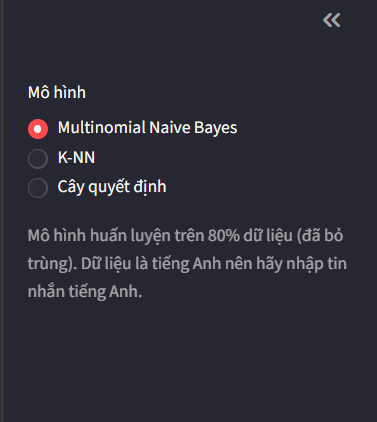 Mô hình
Multinomial Naive Bayes
K-NN
Cây quyết định
Mô hình huấn luyện trên 80% dữ liệu (đã bỏ
trùng). Dữ liệu là tiếng Anh nên hãy nhập tin
nhắn tiếng Anh.